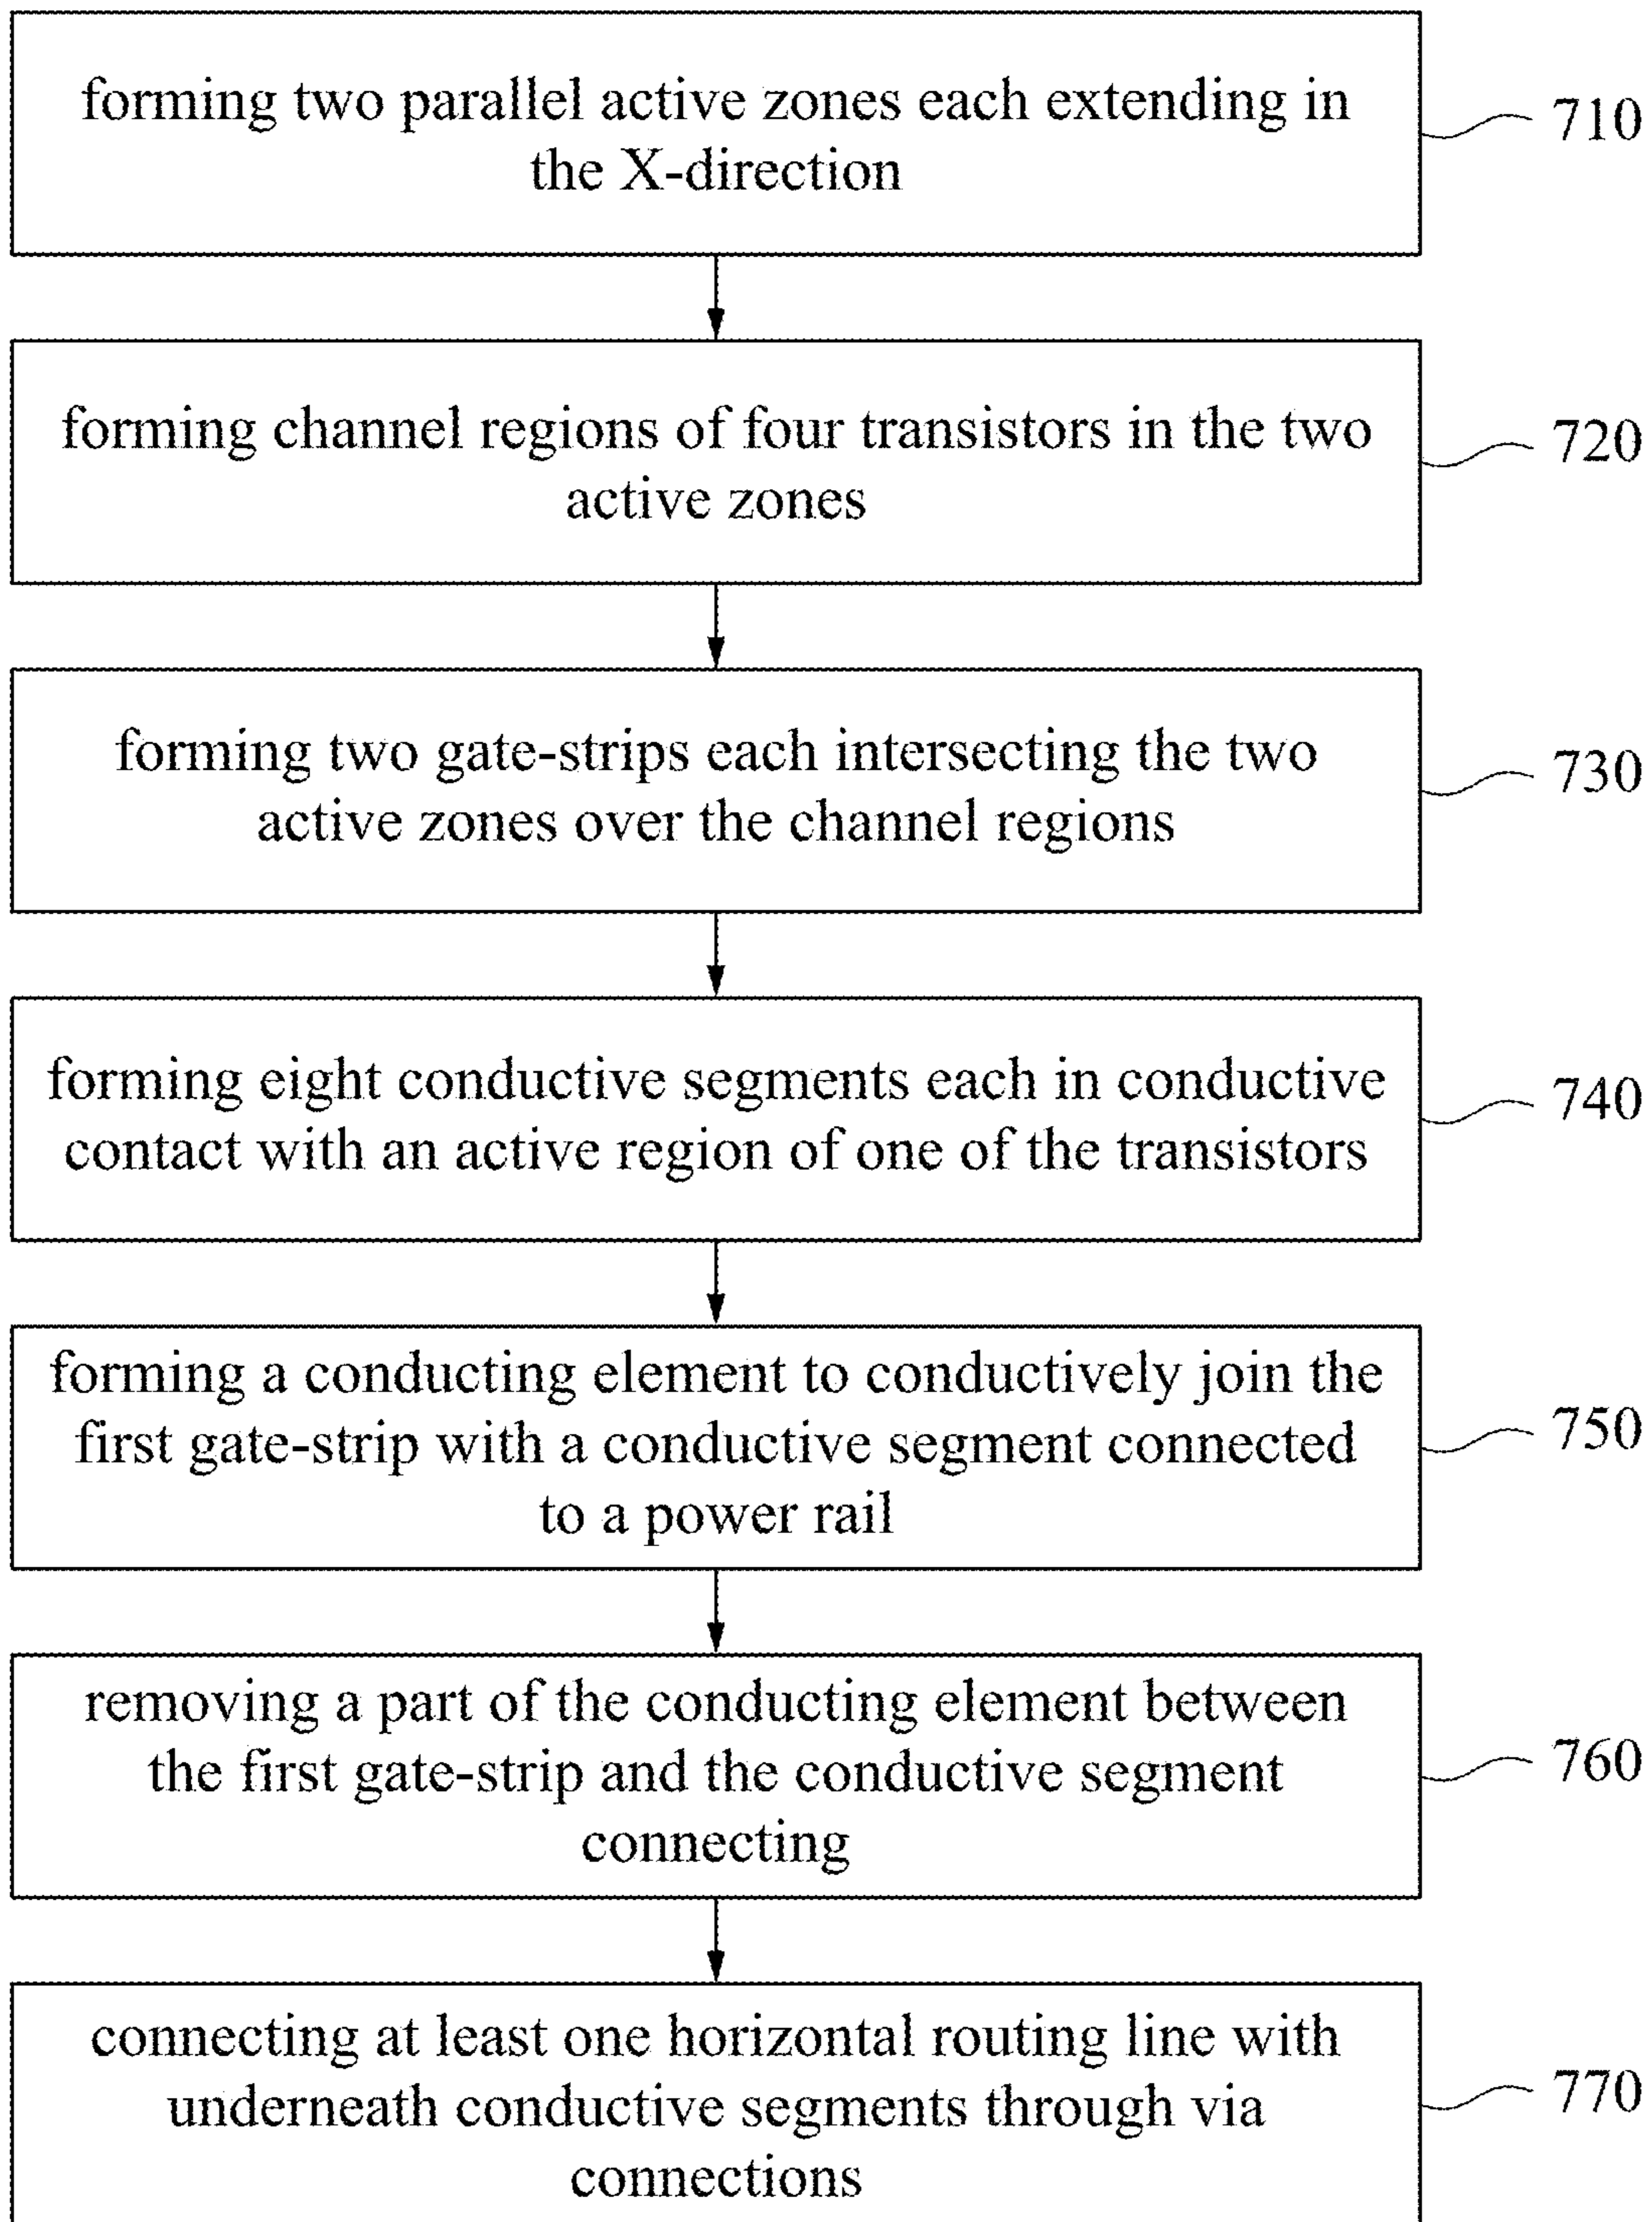 forming two parallel active zones each extending in
the X-direction
710
forming channel regions of four transistors in the two
active zones
720
forming two gate-strips each intersecting the two
active zones over the channel regions
730
forming eight conductive segments each in conductive
contact with an active region of one of the transistors
740
forming a conducting element to conductively join the
first gate-strip with a conductive segment connected
to a power rail
750
removing a part of the conducting element between
the first gate-strip and the conductive segment
connecting
760
connecting at least one horizontal routing line with
underneath conductive segments through via
connections
770